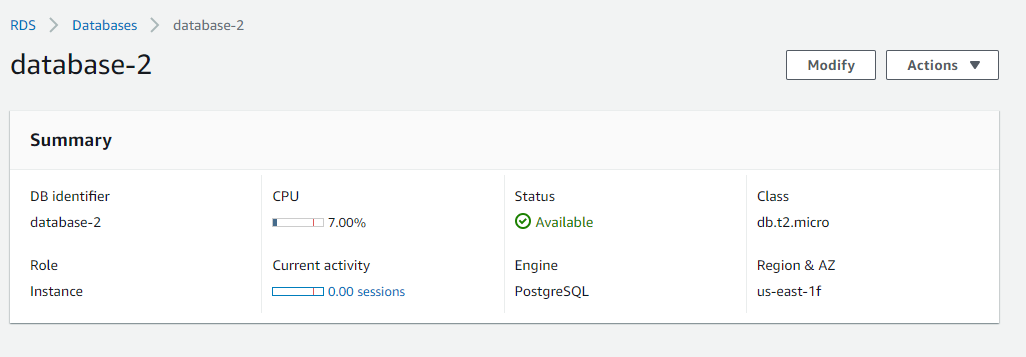 RDS > Databases > database-2
database-2
Modify
Actions
Summary
DB identifier
database-2
CPU
7.00%
Status
Available
Class
db.t2.micro
Role
Instance
Current activity
0.00 sessions
Engine
PostgreSQL
Region & AZ
us-east-1f